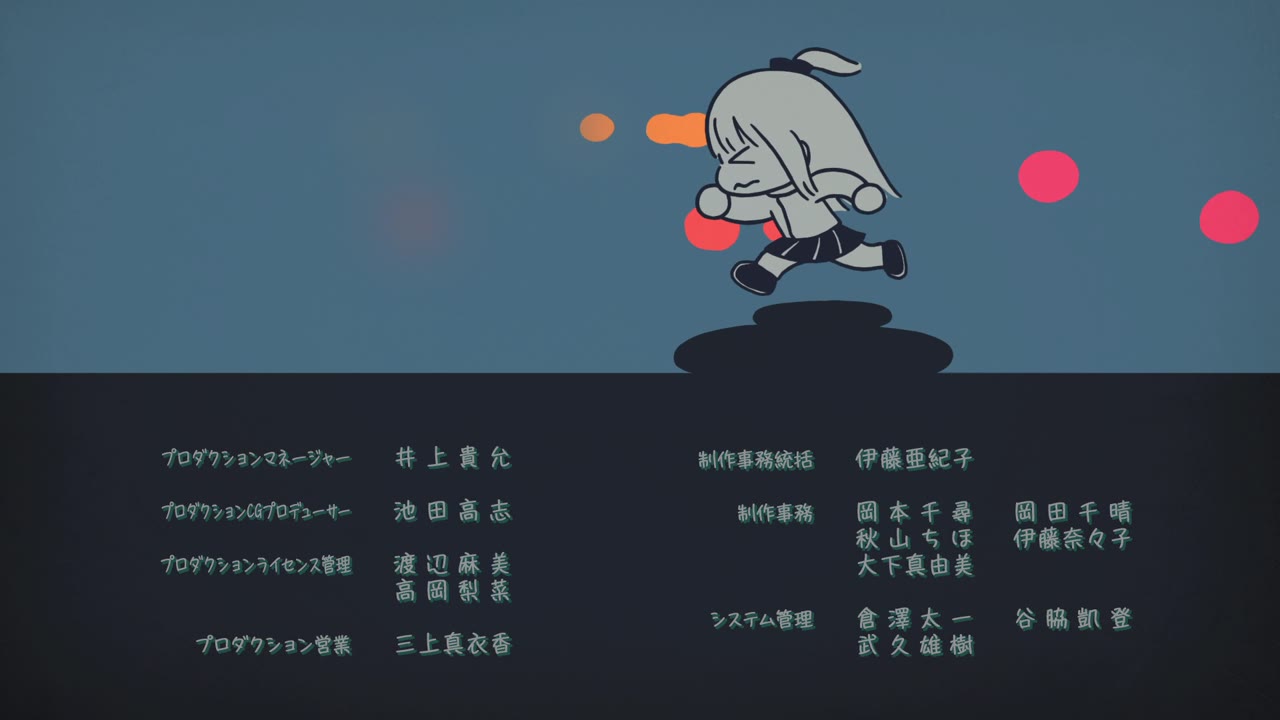 プロダクションマネージャー 井上貴允
プロダクションCGプロデューサー 池田高志
プロダクションライセンス管理 渡辺麻美
高岡梨菜
プロダクション営業 三上真衣香
制作事務統括 伊藤亜紀子
制作事務 岡本千尋 岡田千晴
秋山ちほ 伊藤奈々子
大下真由美
システム管理 倉澤太一 谷脇凱登
武久雄樹